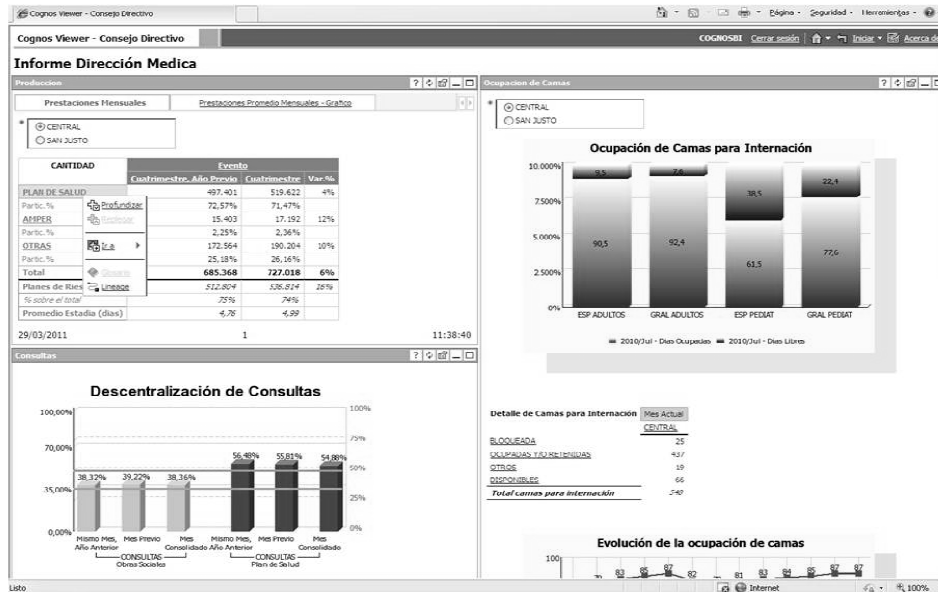 Cognos Viewer - Consejo Directivo
Página - Seguridad - Herramientas -
Cognos Viewer - Consejo Directivo
COGNOSBI Cerrar sesión Iniciar Acerca de
Informe Dirección Medica
Produccion
Prestaciones Mensuales Prestaciones Promedio Mensuales - Grafico
* CENTRAL
SAN JUSTO
CANTIDAD Evento
Cuatrimestre, Año Previo Cuatrimestre Var.%
PLAN DE SALUD 497.401 519.622 4%
Partic.% 72,57% 71,47%
AMPER 15.403 17.192 12%
Partic.% 2,25% 2,36%
OTRAS 172.564 190.204 10%
Partic.% 25,18% 26,16%
Total 685.368 727.018 6%
Planes de Ries 512.804 536.814 26%
% sobre el total 75% 74%
Promedio Estadia (dias) 4,76 4,99
Profundizar
Ir a
Glosario
Lineage
29/03/2011 1 11:38:40
Consultas
Descentralización de Consultas
100,00% 100%
75%
70,00%
56,48% 55,81% 54,88%
50%
38,32% 39,22% 38,36%
35,00%
25%
0,00% 0%
Mismo Mes, Año Anterior Mes Previo Mes Consolidado Mismo Mes, Año Anterior Mes Previo Mes Consolidado
CONSULTAS CONSULTAS
Obras Sociales Plan de Salud
Ocupacion de Camas
* CENTRAL
SAN JUSTO
Ocupación de Camas para Internación
10.000%
9,5 7,6
7.500% 38,5 22,4
5.000% 90,5 92,4 77,6
2.500% 61,5
0%
ESP ADULTOS GRAL ADULTOS ESP PEDIAT GRAL PEDIAT
2010/Jul - Dias Ocupadas 2010/Jul - Dias Libres
Detalle de Camas para Internación Mes Actual
CENTRAL
BLOQUEADA 25
OCUPADAS Y/O RETENIDAS 437
OTROS 19
DISPONIBLES 66
Total camas para internación
Evolución de la ocupación de camas
100
83 85 87 82 81 83 84 85 87 87
Listo Internet 100%